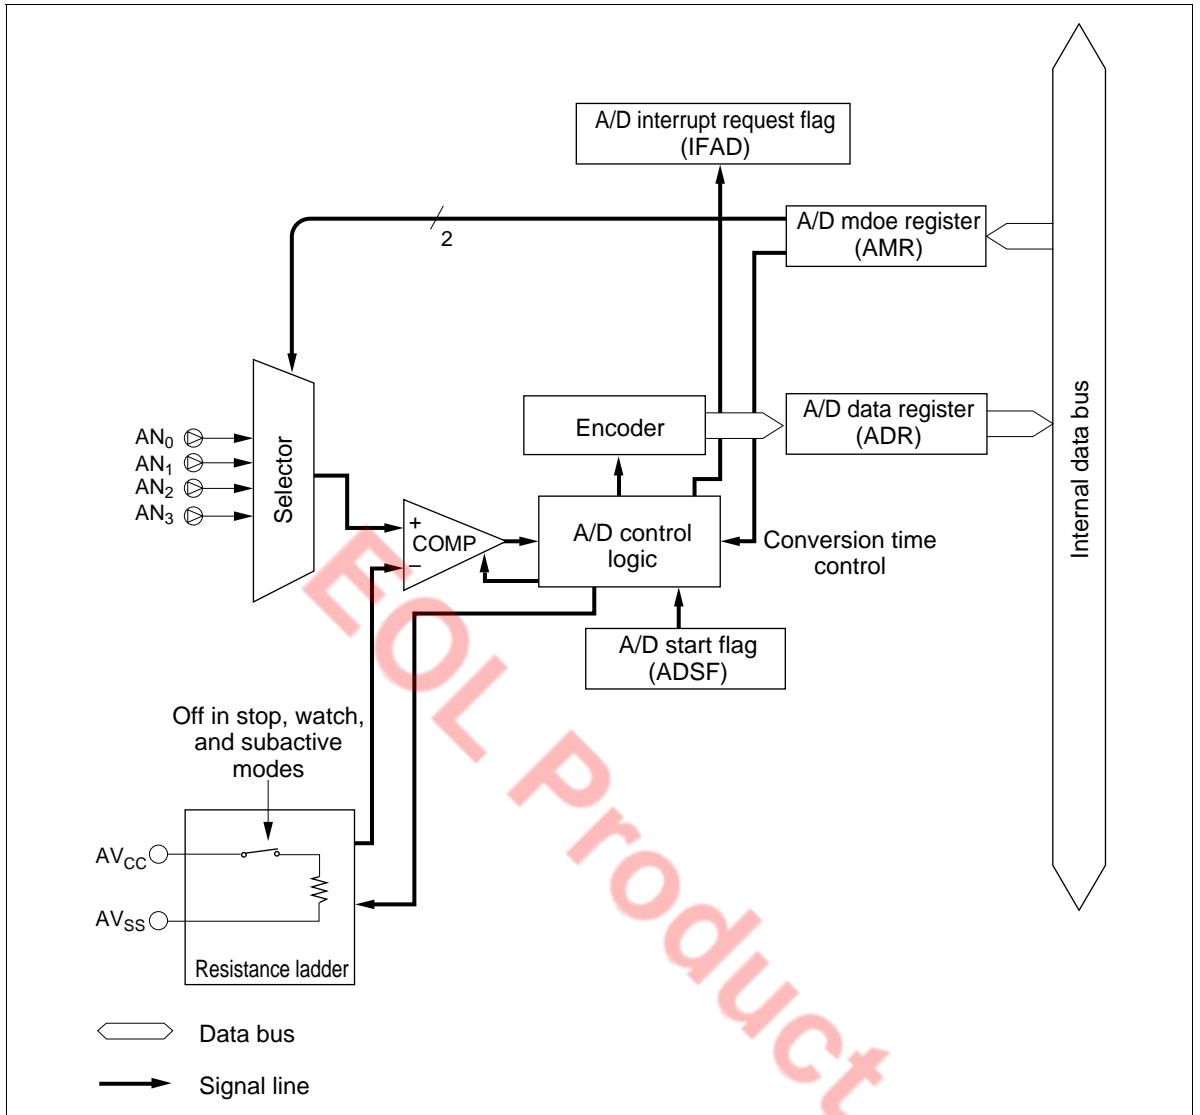 A/D interrupt request flag
(IFAD)
2
A/D mdoe register
(AMR)
Internal data bus
Encoder
A/D data register
(ADR)
AN0
AN1
AN2
AN3
Selector
+
COMP
−
A/D control
logic
Conversion time
control
A/D start flag
(ADSF)
Off in stop, watch,
and subactive
modes
AVCC
AVSS
Resistance ladder
Data bus
Signal line
EOL Product